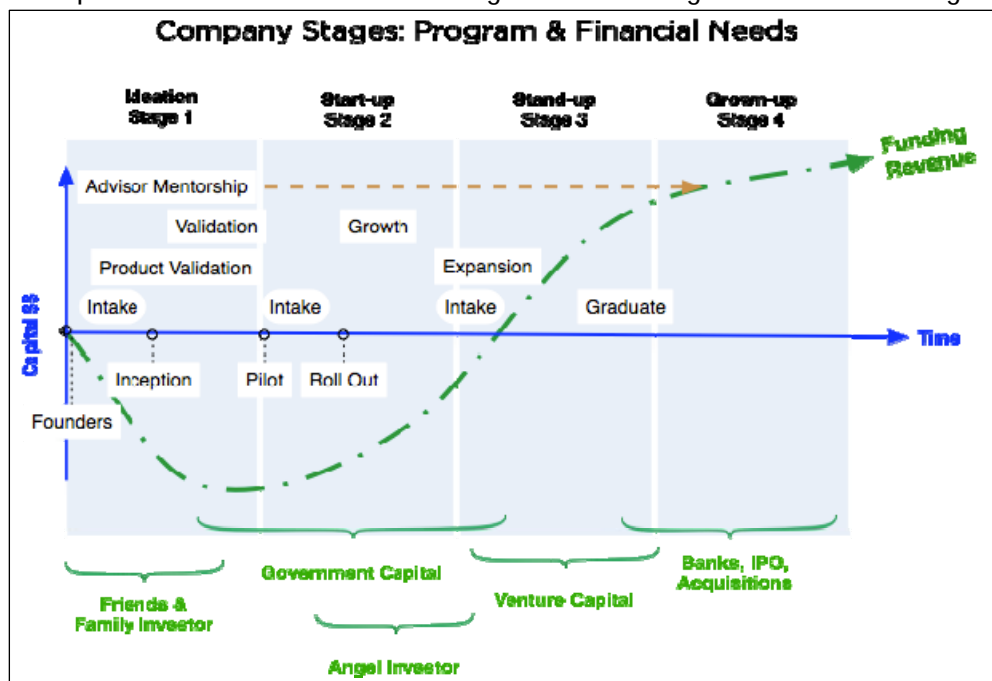 Company Stages: Program & Financial Needs
Ideation
Stage 1
Start-up
Stage 2
Stand-up
Stage 3
Grown-up
Stage 4
Funding
Revenue
Advisor Mentorship
Validation
Growth
Product Validation
Expansion
Intake
Intake
Intake
Graduate
Capital $$
Time
Inception
Pilot
Roll Out
Founders
Government Capital
Banks, IPO,
Acquisitions
Friends &
Family Investor
Venture Capital
Angel Investor